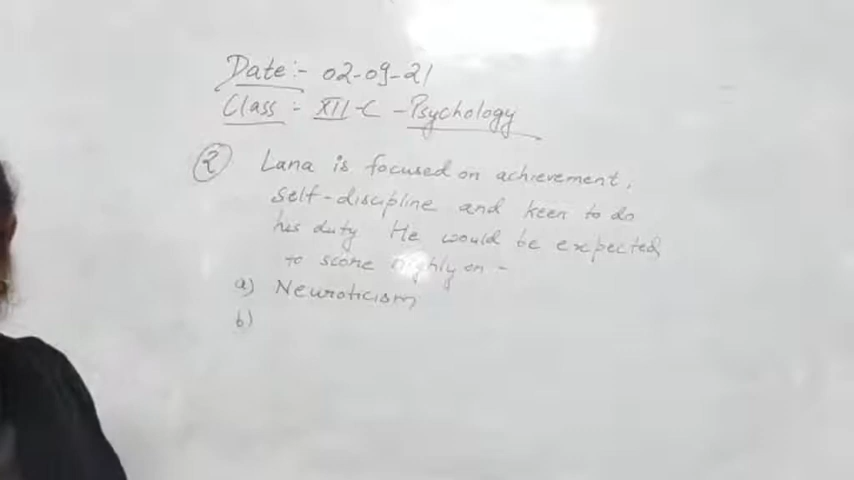 Date:- 02-09-21
Class :- XII-C - Psychology
2 Lana is focused on achievement,
self-discipline and keen to do
his duty He would be expected
to score highly on -
a) Neuroticism
b)